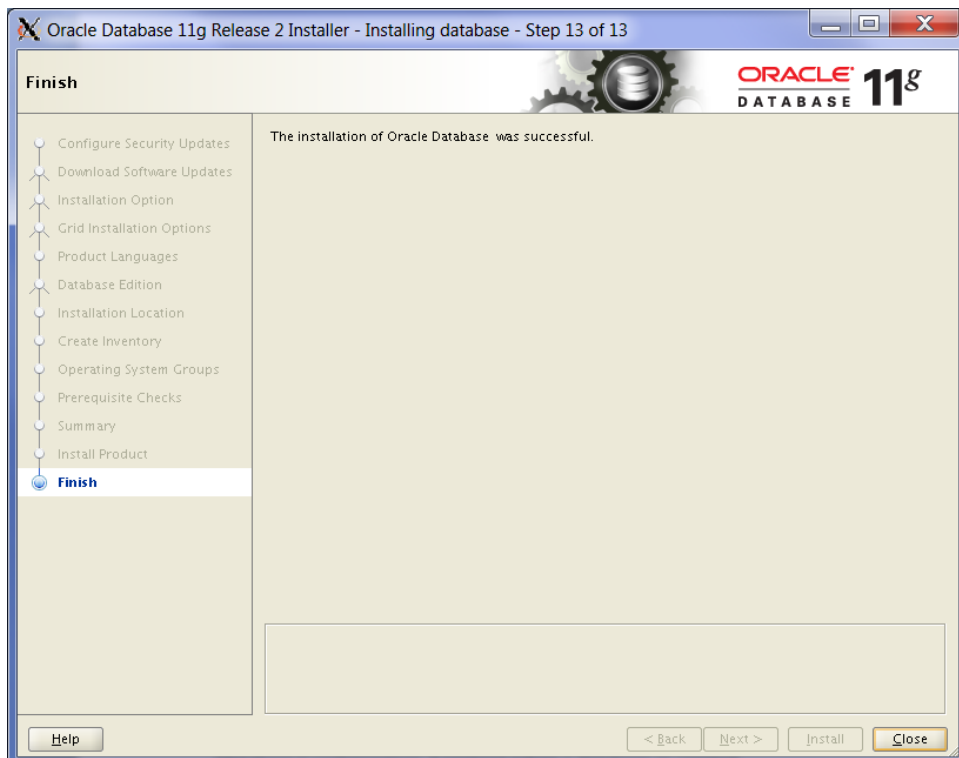 Oracle Database 11g Release 2 Installer - Installing database - Step 13 of 13
Finish
ORACLE
DATABASE
11g
Configure Security Updates
Download Software Updates
Installation Option
Grid Installation Options
Product Languages
Database Edition
Installation Location
Create Inventory
Operating System Groups
Prerequisite Checks
Summary
Install Product
Finish
The installation of Oracle Database was successful.
Help
< Back
Next >
Install
Close